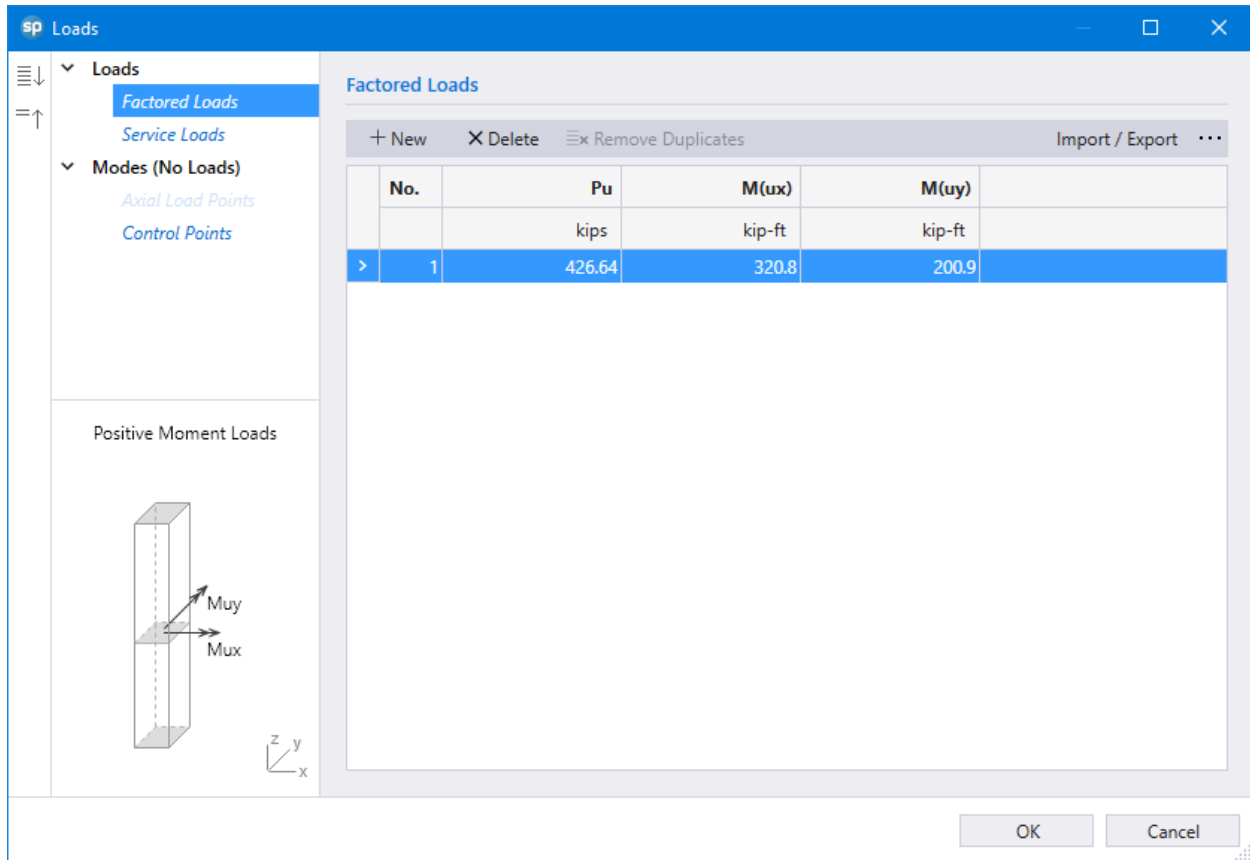 sp Loads
Loads
Factored Loads
Service Loads
Modes (No Loads)
Axial Load Points
Control Points
Positive Moment Loads
Muy
Mux
z y
x
Factored Loads
New Delete Remove Duplicates Import / Export ...
No. Pu M(ux) M(uy)
kips kip-ft kip-ft
1 426.64 320.8 200.9
OK Cancel